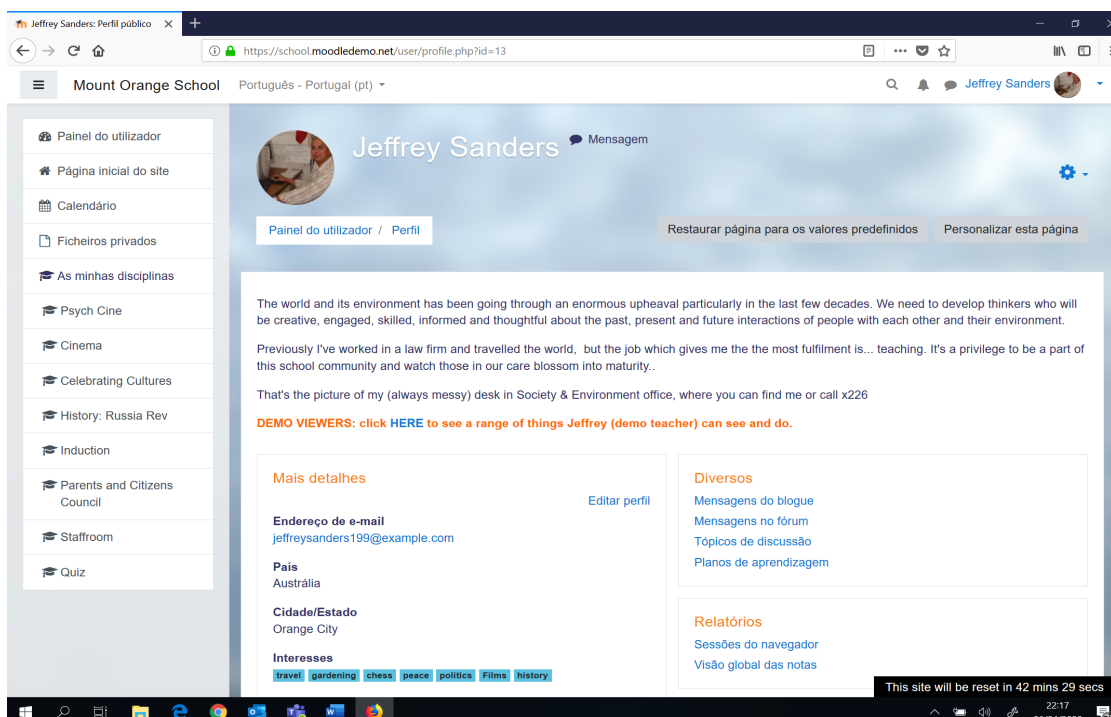 Jeffrey Sanders: Perfil público
https://school.moodledemo.net/user/profile.php?id=13
Mount Orange School
Português - Portugal (pt)
Jeffrey Sanders
Painel do utilizador
Página inicial do site
Calendário
Ficheiros privados
As minhas disciplinas
Psych Cine
Cinema
Celebrating Cultures
History: Russia Rev
Induction
Parents and Citizens
Council
Staffroom
Quiz
Jeffrey Sanders
Mensagem
Painel do utilizador / Perfil
Restaurar página para os valores predefinidos
Personalizar esta página
The world and its environment has been going through an enormous upheaval particularly in the last few decades. We need to develop thinkers who will
be creative, engaged, skilled, informed and thoughtful about the past, present and future interactions of people with each other and their environment.
Previously I've worked in a law firm and travelled the world, but the job which gives me the the most fulfilment is... teaching. It's a privilege to be a part of
this school community and watch those in our care blossom into maturity..
That's the picture of my (always messy) desk in Society & Environment office, where you can find me or call x226
DEMO VIEWERS: click HERE to see a range of things Jeffrey (demo teacher) can see and do.
Mais detalhes
Editar perfil
Endereço de e-mail
jeffreysanders199@example.com
País
Austrália
Cidade/Estado
Orange City
Interesses
travel gardening chess peace politics Films history
Diversos
Mensagens do blogue
Mensagens no fórum
Tópicos de discussão
Planos de aprendizagem
Relatórios
Sessões do navegador
Visão global das notas
This site will be reset in 42 mins 29 secs
22:17